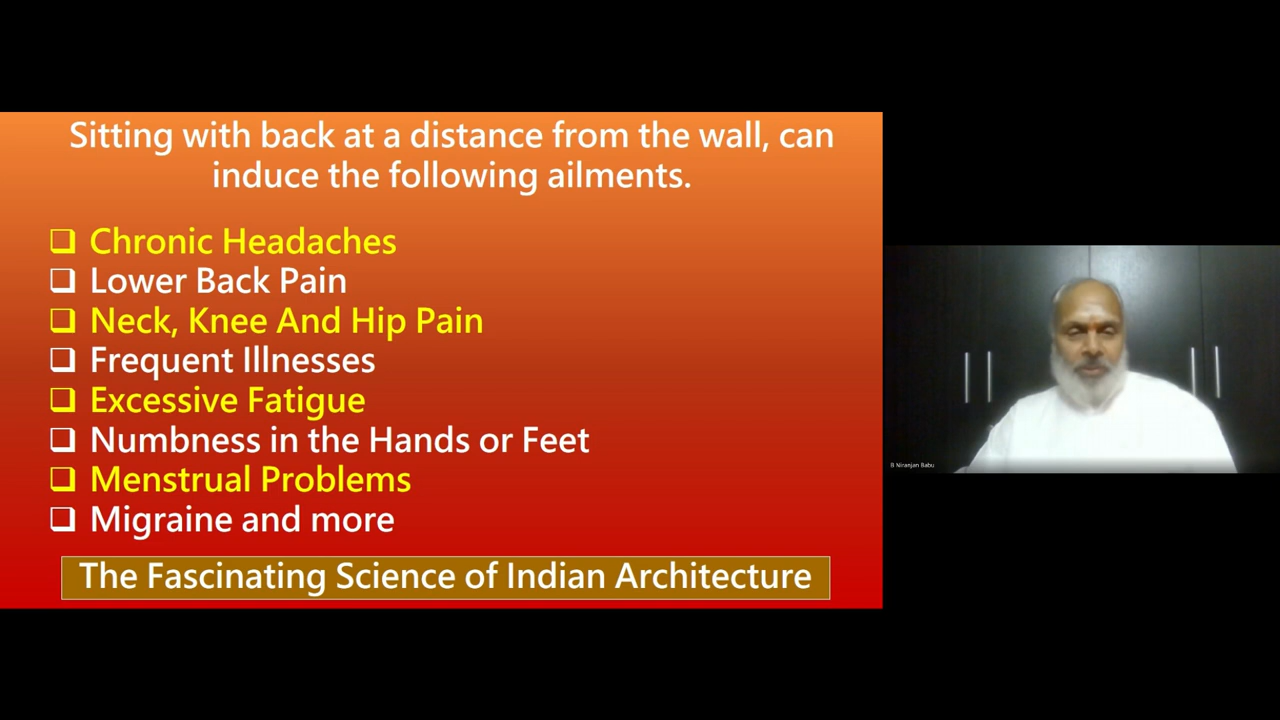 Sitting with back at a distance from the wall, can
induce the following ailments.
Chronic Headaches
Lower Back Pain
Neck, Knee And Hip Pain
Frequent Illnesses
Excessive Fatigue
Numbness in the Hands or Feet
Menstrual Problems
Migraine and more
The Fascinating Science of Indian Architecture
B Niranjan Babu